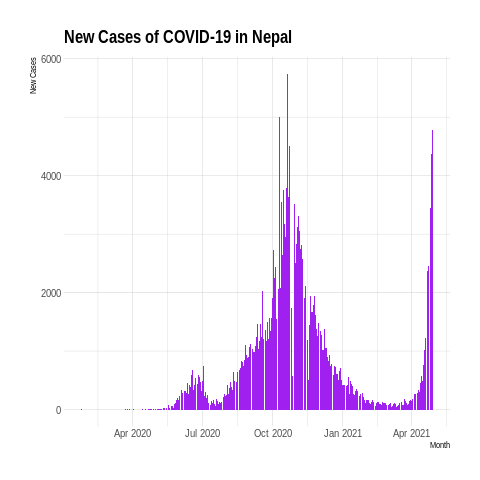 New Cases of COVID-19 in Nepal
New Cases
6000
4000
2000
0
Apr 2020 Jul 2020 Oct 2020 Jan 2021 Apr 2021
Month